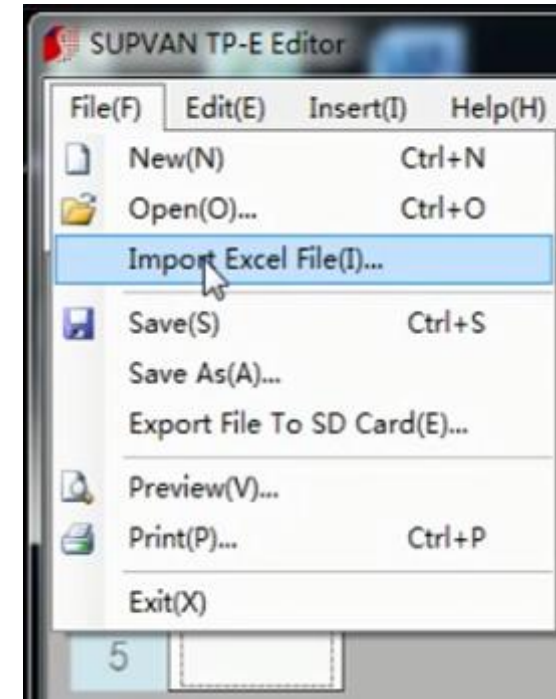 SUPVAN TP-E Editor
File(F) Edit(E) Insert(I) Help(H)
New(N) Ctrl+N
Open(O)... Ctrl+O
Import Excel File(I)...
Save(S) Ctrl+S
Save As(A)...
Export File To SD Card(E)...
Preview(V)...
Print(P)... Ctrl+P
Exit(X)
5